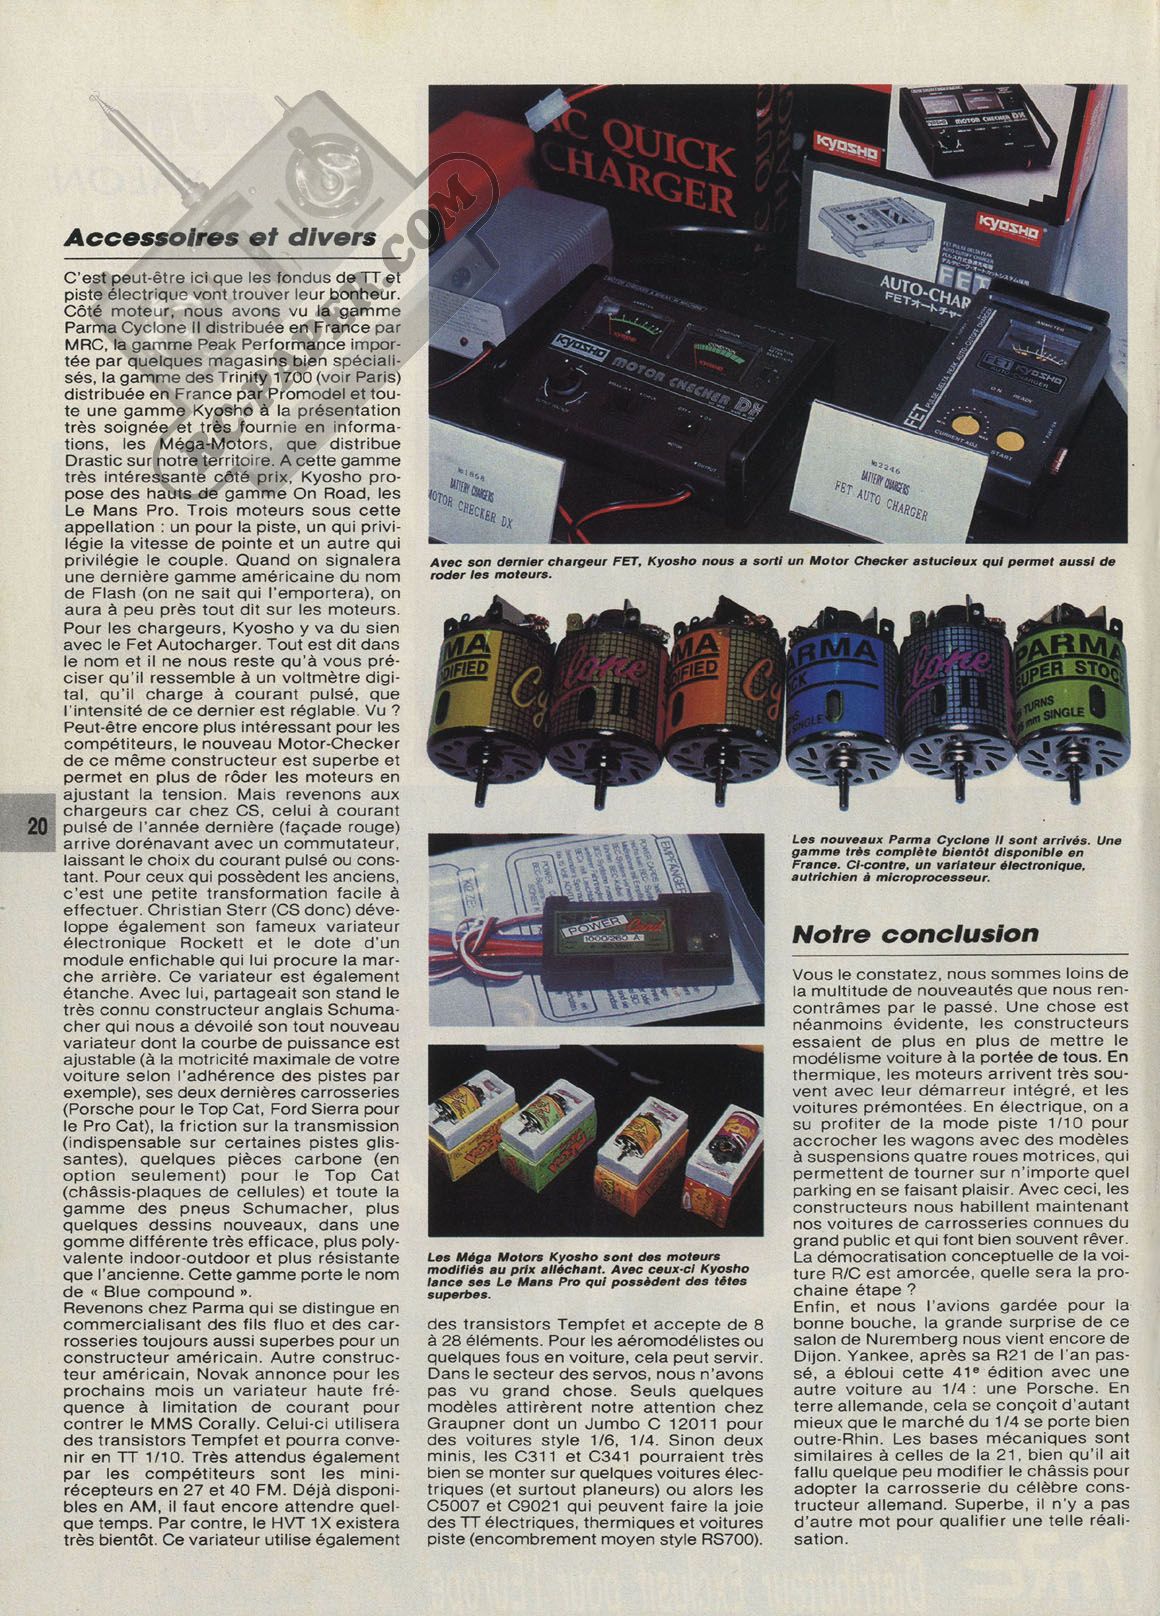 Accessoires et divers
C'est peut-être ici que les fondus de TT et
piste électrique vont trouver leur bonheur.
Côté moteur, nous avons vu la gamme
Parma Cyclone II distribuée en France par
MRC, la gamme Peak Performance impor-
tée par quelques magasins bien spéciali-
sés, la gamme des Trinity 1700 (voir Paris)
distribuée en France par Promodel et tou-
te une gamme Kyosho à la présentation
très soignée et très fournie en informa-
tions, les Méga-Motors, que distribue
Drastic sur notre territoire. A cette gamme
très intéressante côté prix, Kyosho pro-
pose des hauts de gamme On Road, les
Le Mans Pro. Trois moteurs sous cette
appellation : un pour la piste, un qui privi-
légie la vitesse de pointe et un autre qui
privilégie le couple. Quand on signalera
une dernière gamme américaine du nom
de Flash (on ne sait qui l'emportera), on
aura à peu près tout dit sur les moteurs.
Pour les chargeurs, Kyosho y va du sien
avec le Fet Autocharger. Tout est dit dans
le nom et il ne nous reste qu'à vous pré-
ciser qu'il ressemble à un voltmètre digi-
tal, qu'il charge à courant pulsé, que
l'intensité de ce dernier est réglable. Vu ?
Peut-être encore plus intéressant pour les
compétiteurs, le nouveau Motor-Checker
de ce même constructeur est superbe et
permet en plus de rôder les moteurs en
ajustant la tension. Mais revenons aux
chargeurs car chez CS, celui à courant
pulsé de l'année dernière (façade rouge)
arrive dorénavant avec un commutateur,
laissant le choix du courant pulsé ou cons-
tant. Pour ceux qui possèdent les anciens,
c'est une petite transformation facile à
effectuer. Christian Sterr (CS donc) déve-
loppe également son fameux variateur
électronique Rockett et le dote d'un
module enfichable qui lui procure la mar-
che arrière. Ce variateur est également
étanche. Avec lui, partageait son stand le
très connu constructeur anglais Schuma-
cher qui nous a dévoilé son tout nouveau
variateur dont la courbe de puissance est
ajustable (à la motricité maximale de votre
voiture selon l'adhérence des pistes par
exemple), ses deux dernières carrosseries
(Porsche pour le Top Cat, Ford Sierra pour
le Pro Cat), la friction sur la transmission
(indispensable sur certaines pistes glis-
santes), quelques pièces carbone (en
option seulement) pour le Top Cat
(châssis-plaques de cellules) et toute la
gamme des pneus Schumacher, plus
quelques dessins nouveaux, dans une
gomme différente très efficace, plus poly-
valente indoor-outdoor et plus résistante
que l'ancienne. Cette gamme porte le nom
de « Blue compound ».
Revenons chez Parma qui se distingue en
commercialisant des fils fluo et des car-
rosseries toujours aussi superbes pour un
constructeur américain. Autre construc-
teur américain, Novak annonce pour les
prochains mois un variateur haute fré-
quence à limitation de courant pour
contrer le MMS Corally. Celui-ci utilisera
des transistors Tempfet et pourra conve-
nir en TT 1/10. Très attendus également
par les compétiteurs sont les mini-
récepteurs en 27 et 40 FM. Déjà disponi-
bles en AM, il faut encore attendre quel-
que temps. Par contre, le HVT 1X existera
très bientôt. Ce variateur utilise également
20
RC-PAPER.COM
QUICK
CHARGER
KYOSHO
MOTOR CHECKER DX
KYOSHO
FET
AUTO-CHAR
FETオートチャー
KYOSHO
MOTOR CHECKER DX
FET KYOSHO
AUTO CHARGER
AMMETER
ON READY
CURRENT ADJ.
START
No 1868
BATTERY CHARGERS
MOTOR CHECKER DX
No 2246
BATTERY CHARGERS
FET AUTO CHARGER
Avec son dernier chargeur FET, Kyosho nous a sorti un Motor Checker astucieux qui permet aussi de
roder les moteurs.
PARMA
SUPER STOCK
TURNS
mm SINGLE
Les nouveaux Parma Cyclone II sont arrivés. Une
gamme très complète bientôt disponible en
France. Ci-contre, un variateur électronique,
autrichien à microprocesseur.
EMPFÄNGER
POWER
Card
1000/260 A
Les Méga Motors Kyosho sont des moteurs
modifiés au prix alléchant. Avec ceux-ci Kyosho
lance ses Le Mans Pro qui possèdent des têtes
superbes.
des transistors Tempfet et accepte de 8
à 28 éléments. Pour les aéromodélistes ou
quelques fous en voiture, cela peut servir.
Dans le secteur des servos, nous n'avons
pas vu grand chose. Seuls quelques
modèles attirèrent notre attention chez
Graupner dont un Jumbo C 12011 pour
des voitures style 1/6, 1/4. Sinon deux
minis, les C311 et C341 pourraient très
bien se monter sur quelques voitures élec-
triques (et surtout planeurs) ou alors les
C5007 et C9021 qui peuvent faire la joie
des TT électriques, thermiques et voitures
piste (encombrement moyen style RS700).
Notre conclusion
Vous le constatez, nous sommes loins de
la multitude de nouveautés que nous ren-
contrâmes par le passé. Une chose est
néanmoins évidente, les constructeurs
essaient de plus en plus de mettre le
modélisme voiture à la portée de tous. En
thermique, les moteurs arrivent très sou-
vent avec leur démarreur intégré, et les
voitures prémontées. En électrique, on a
su profiter de la mode piste 1/10 pour
accrocher les wagons avec des modèles
à suspensions quatre roues motrices, qui
permettent de tourner sur n'importe quel
parking en se faisant plaisir. Avec ceci, les
constructeurs nous habillent maintenant
nos voitures de carrosseries connues du
grand public et qui font bien souvent rêver.
La démocratisation conceptuelle de la voi-
ture R/C est amorcée, quelle sera la pro-
chaine étape ?
Enfin, et nous l'avions gardée pour la
bonne bouche, la grande surprise de ce
salon de Nuremberg nous vient encore de
Dijon. Yankee, après sa R21 de l'an pas-
sé, a ébloui cette 41e édition avec une
autre voiture au 1/4 : une Porsche. En
terre allemande, cela se conçoit d'autant
mieux que le marché du 1/4 se porte bien
outre-Rhin. Les bases mécaniques sont
similaires à celles de la 21, bien qu'il ait
fallu quelque peu modifier le châssis pour
adopter la carrosserie du célèbre cons-
tructeur allemand. Superbe, il n'y a pas
d'autre mot pour qualifier une telle réali-
sation.